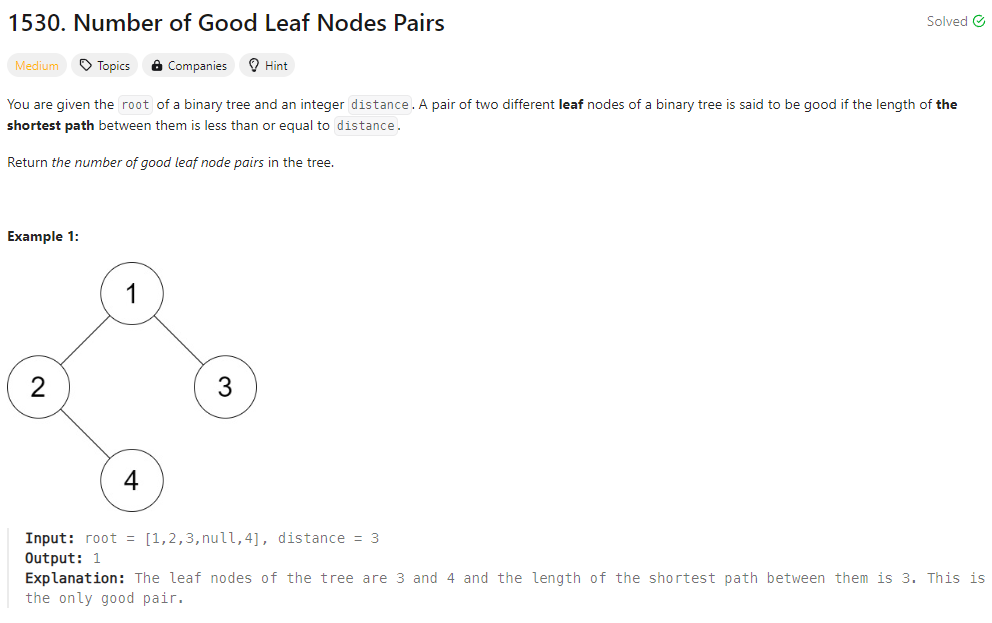 1530. Number of Good Leaf Nodes Pairs
Solved
Medium Topics Companies Hint
You are given the root of a binary tree and an integer distance. A pair of two different leaf nodes of a binary tree is said to be good if the length of the
shortest path between them is less than or equal to distance.
Return the number of good leaf node pairs in the tree.
Example 1:
1
2 3
4
Input: root = [1,2,3,null,4], distance = 3
Output: 1
Explanation: The leaf nodes of the tree are 3 and 4 and the length of the shortest path between them is 3. This is
the only good pair.